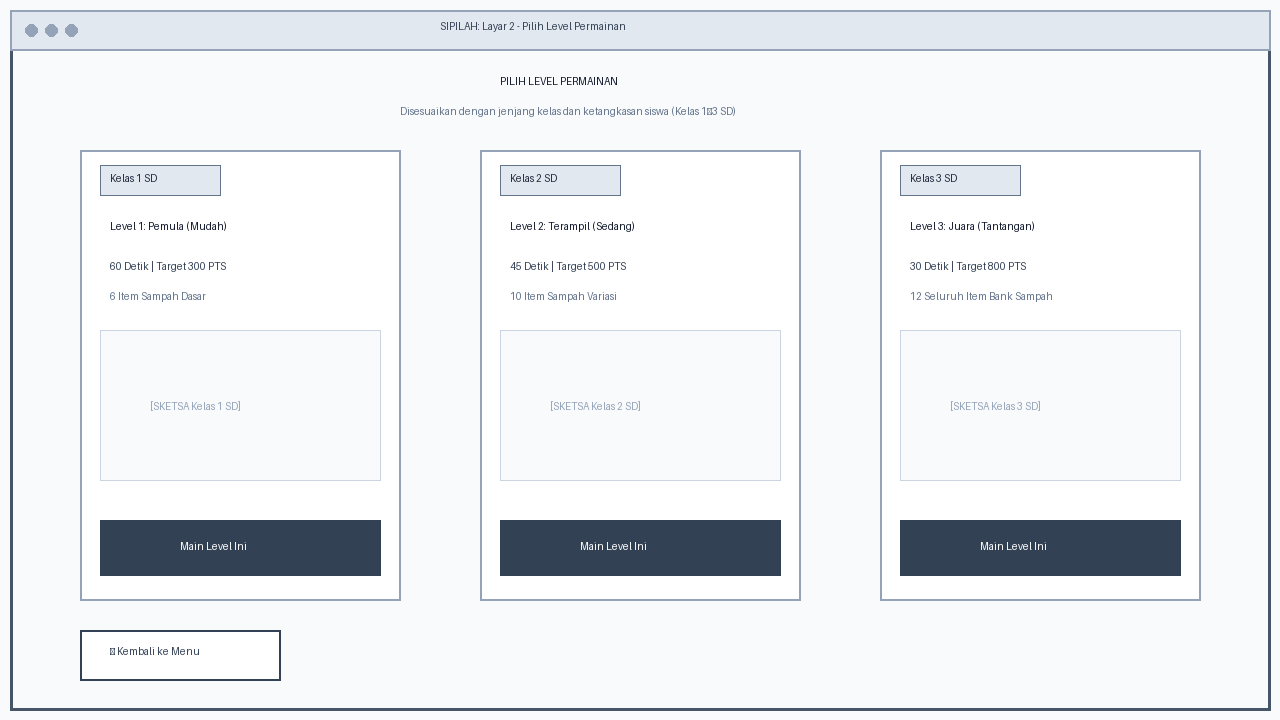 SIPILAH: Layar 2 - Pilih Level Permainan
PILIH LEVEL PERMAINAN
Disesuaikan dengan jenjang kelas dan ketangkasan siswa (Kelas 1▯3 SD)
Kelas 1 SD
Level 1: Pemula (Mudah)
60 Detik | Target 300 PTS
6 Item Sampah Dasar
[SKETSA Kelas 1 SD]
Main Level Ini
Kelas 2 SD
Level 2: Terampil (Sedang)
45 Detik | Target 500 PTS
10 Item Sampah Variasi
[SKETSA Kelas 2 SD]
Main Level Ini
Kelas 3 SD
Level 3: Juara (Tantangan)
30 Detik | Target 800 PTS
12 Seluruh Item Bank Sampah
[SKETSA Kelas 3 SD]
Main Level Ini
▯ Kembali ke Menu